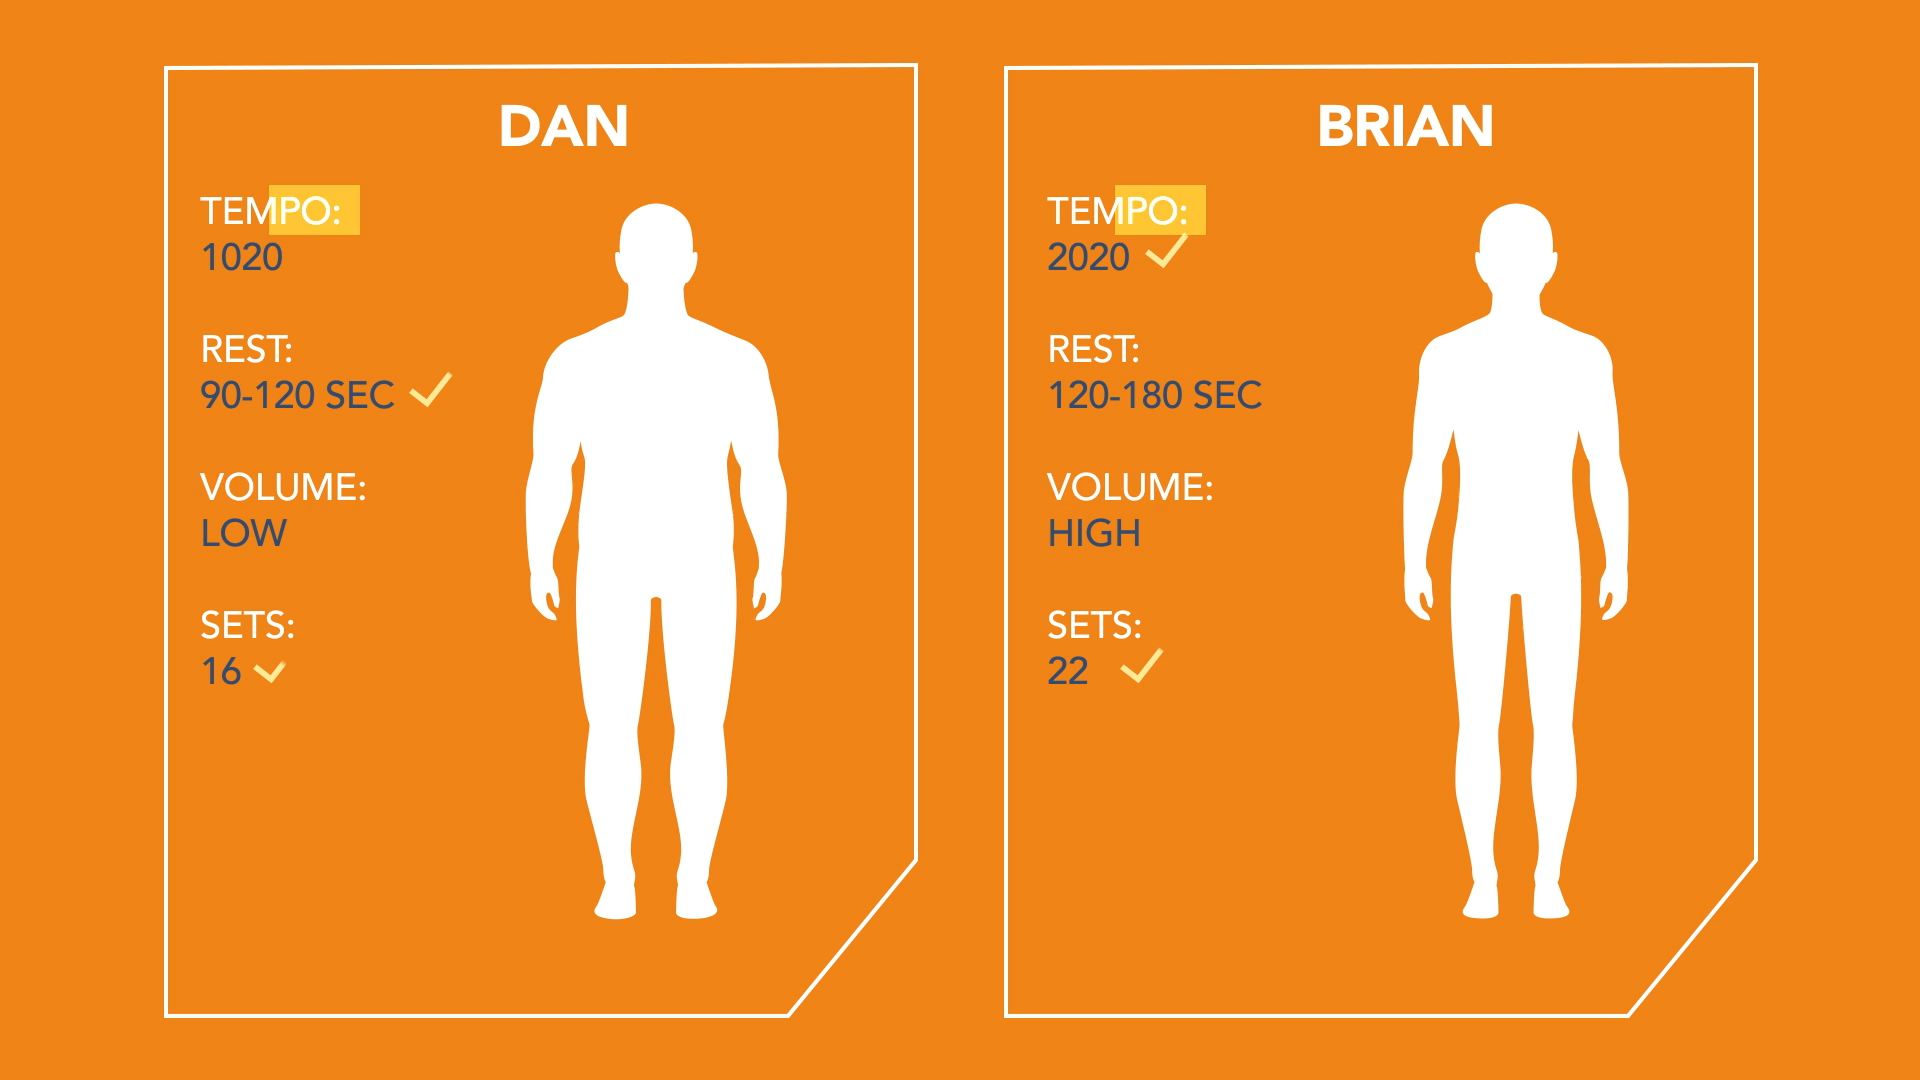 DAN
TEMPO:
1020
REST:
90-120 SEC
VOLUME:
LOW
SETS:
16
BRIAN
TEMPO:
2020
REST:
120-180 SEC
VOLUME:
HIGH
SETS:
22